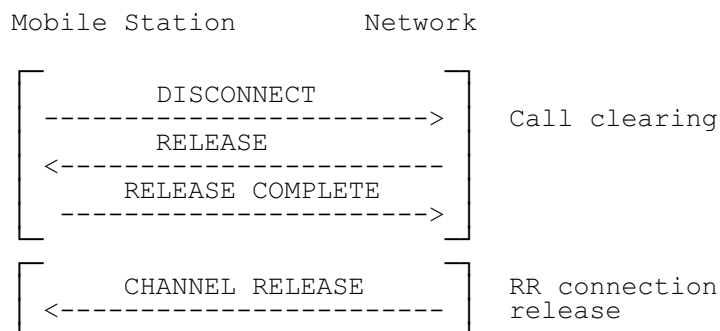 Mobile Station Network
DISCONNECT
------------------------> Call clearing
RELEASE
<------------------------
RELEASE COMPLETE
----------------------->
CHANNEL RELEASE RR connection
<------------------------ release